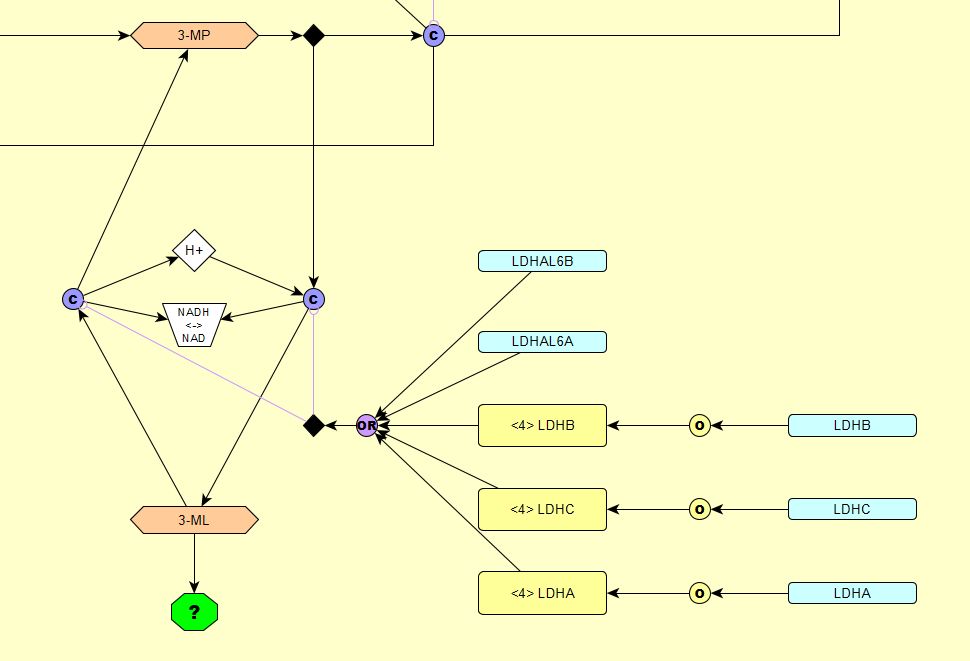 3-MP
C
H+
LDHAL6B
C
NADH
<->
NAD
C
LDHAL6A
OR
<4> LDHB
O
LDHB
3-ML
<4> LDHC
O
LDHC
?
<4> LDHA
O
LDHA